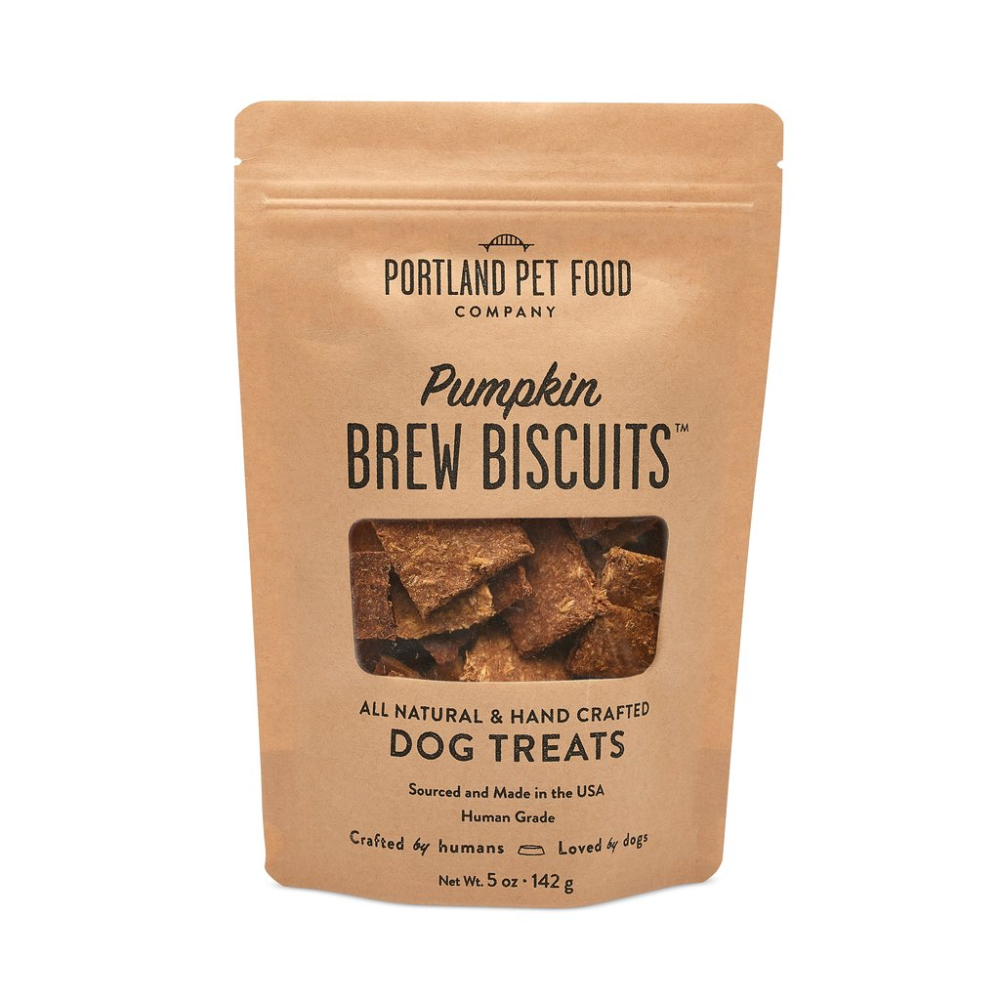 PORTLAND PET FOOD
COMPANY
Pumpkin
BREW BISCUITS™
ALL NATURAL & HAND CRAFTED
DOG TREATS
Sourced and Made in the USA
Human Grade
Crafted by humans Loved by dogs
Net Wt. 5 oz · 142 g